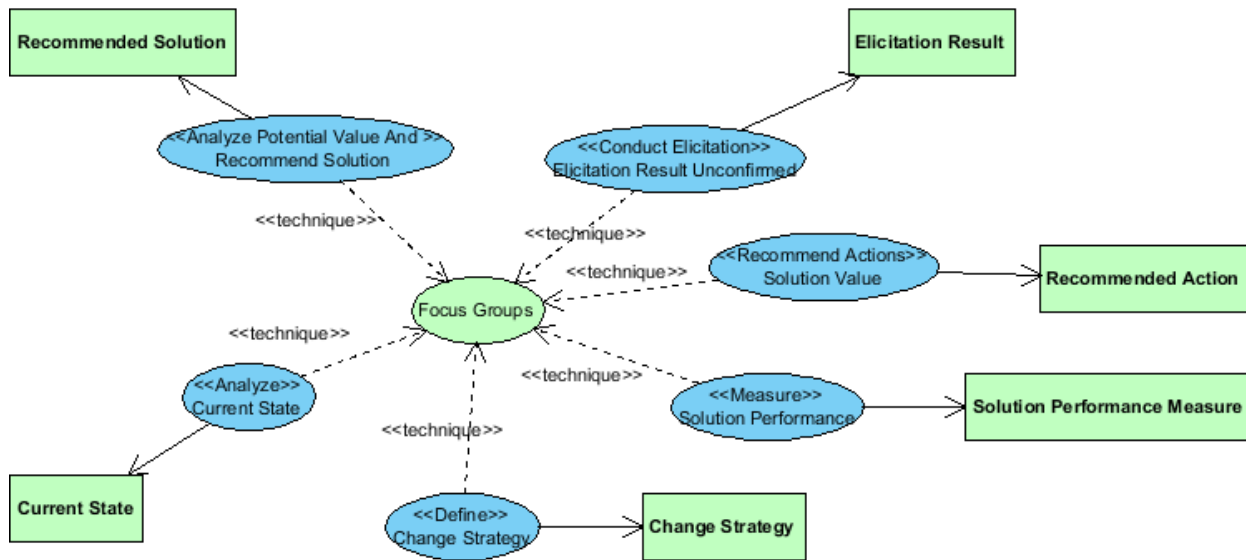 Recommended Solution
Elicitation Result
<<Analyze Potential Value And >>
Recommend Solution
<<Conduct Elicitation>>
Elicitation Result Unconfirmed
<<technique>>
<<technique>>
<<Recommend Actions>>
Solution Value
<<technique>>
Recommended Action
Focus Groups
<<technique>>
<<technique>>
<<Analyze>>
Current State
<<Measure>>
Solution Performance
Solution Performance Measure
<<technique>>
Current State
<<Define>>
Change Strategy
Change Strategy